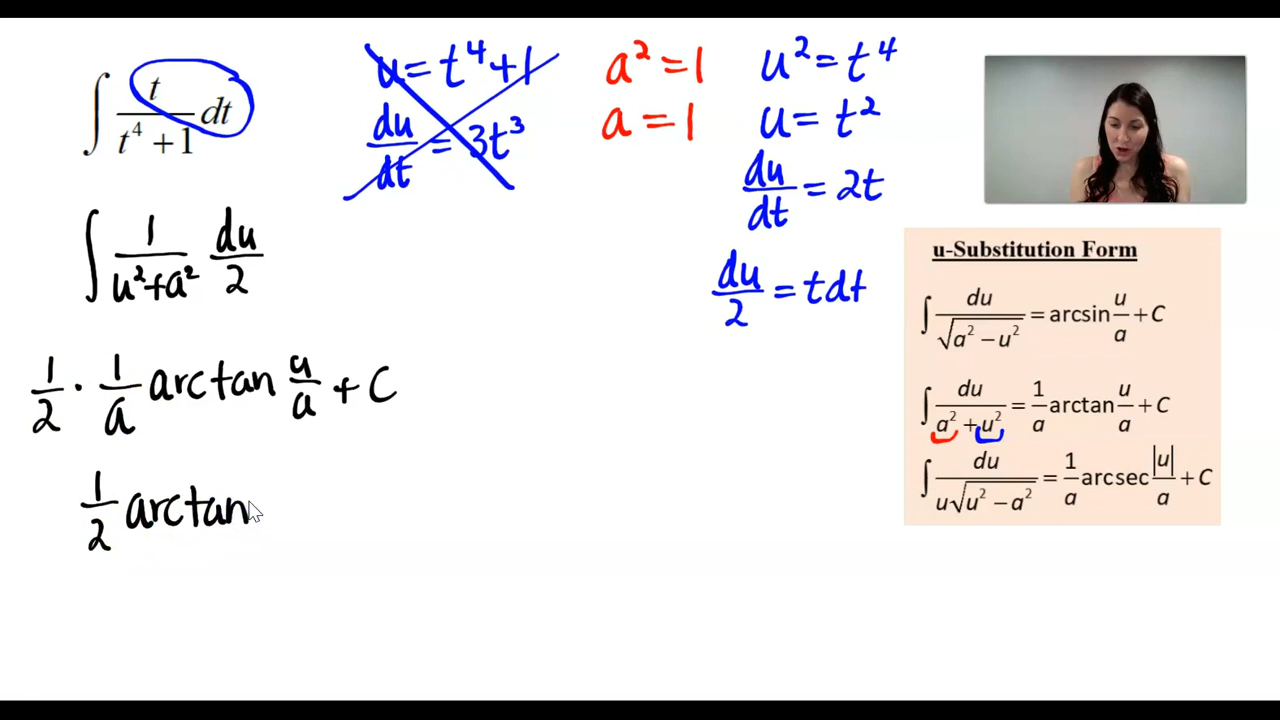 ∫ t/(t⁴ + 1) dt
u = t⁴ + 1
du/dt = 3t³
a² = 1
a = 1
u² = t⁴
u = t²
du/dt = 2t
du/2 = t dt
∫ 1/(u² + a²) du/2
1/2 · 1/a arctan u/a + C
1/2 arctan
u-Substitution Form
∫ du/√(a² − u²) = arcsin u/a + C
∫ du/(a² + u²) = 1/a arctan u/a + C
∫ du/(u√(u² − a²)) = 1/a arcsec |u|/a + C